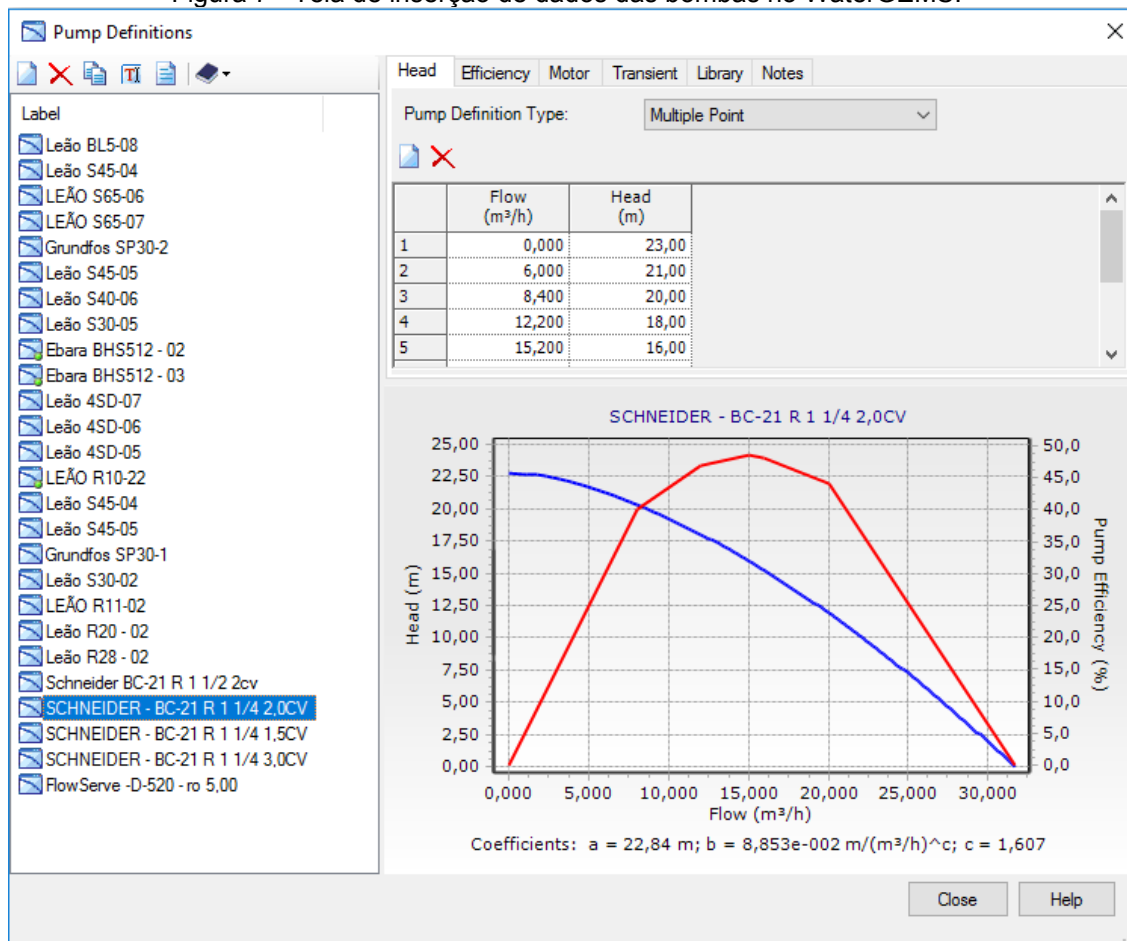 Pump Definitions
Label
Leão BL5-08
Leão S45-04
LEÃO S65-06
LEÃO S65-07
Grundfos SP30-2
Leão S45-05
Leão S40-06
Leão S30-05
Ebara BHS512 - 02
Ebara BHS512 - 03
Leão 4SD-07
Leão 4SD-06
Leão 4SD-05
LEÃO R10-22
Leão S45-04
Leão S45-05
Grundfos SP30-1
Leão S30-02
LEÃO R11-02
Leão R20 - 02
Leão R28 - 02
Schneider BC-21 R 1 1/2 2cv
SCHNEIDER - BC-21 R 1 1/4 2,0CV
SCHNEIDER - BC-21 R 1 1/4 1,5CV
SCHNEIDER - BC-21 R 1 1/4 3,0CV
FlowServe -D-520 - ro 5,00
Head Efficiency Motor Transient Library Notes
Pump Definition Type: Multiple Point
Flow (m³/h) Head (m)
1 0,000 23,00
2 6,000 21,00
3 8,400 20,00
4 12,200 18,00
5 15,200 16,00
SCHNEIDER - BC-21 R 1 1/4 2,0CV
25,00
22,50
20,00
17,50
15,00
12,50
10,00
7,50
5,00
2,50
0,00
Head (m)
50,0
45,0
40,0
35,0
30,0
25,0
20,0
15,0
10,0
5,0
0,0
Pump Efficiency (%)
0,000 5,000 10,000 15,000 20,000 25,000 30,000
Flow (m³/h)
Coefficients: a = 22,84 m; b = 8,853e-002 m/(m³/h)^c; c = 1,607
Close Help